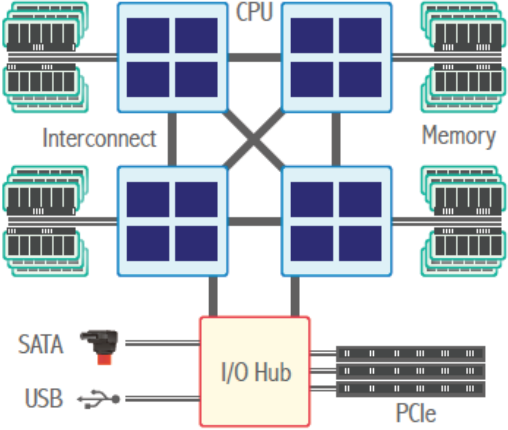 CPU
Interconnect
Memory
SATA
I/O Hub
USB
PCIe